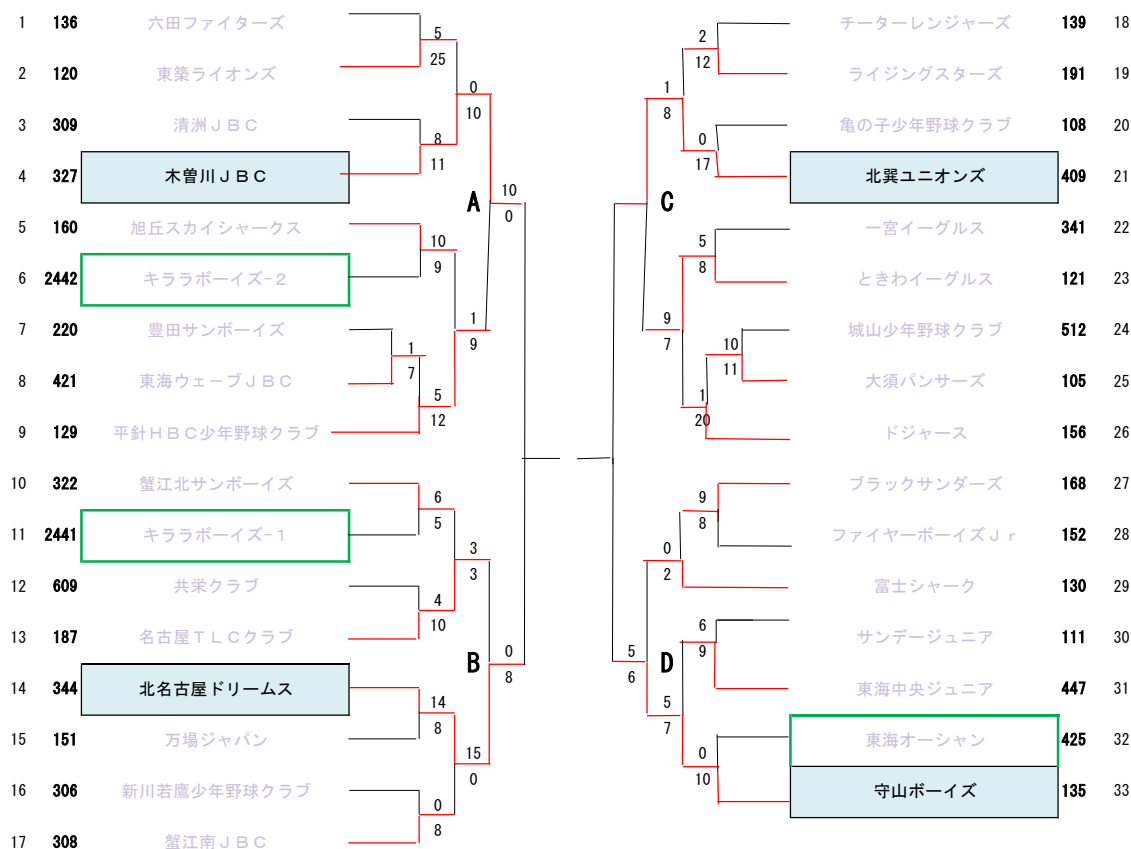 1 136 六田ファイターズ
5
25
2 120 東築ライオンズ
0
10
3 309 清洲ＪＢＣ
8
11
4 327 木曽川ＪＢＣ
A
10
0
5 160 旭丘スカイシャークス
10
9
6 2442 キララボーイズ-２
1
9
7 220 豊田サンボーイズ
1
7
8 421 東海ウェーブＪＢＣ
5
12
9 129 平針ＨＢＣ少年野球クラブ
10 322 蟹江北サンボーイズ
6
5
11 2441 キララボーイズ-１
3
3
12 609 共栄クラブ
4
10
13 187 名古屋ＴＬＣクラブ
B
0
8
14 344 北名古屋ドリームス
14
8
15 151 万場ジャパン
15
0
16 306 新川若鷹少年野球クラブ
0
8
17 308 蟹江南ＪＢＣ
チーターレンジャーズ 139 18
2
12
ライジングスターズ 191 19
1
8
亀の子少年野球クラブ 108 20
0
17
北巽ユニオンズ 409 21
C
一宮イーグルス 341 22
5
8
ときわイーグルス 121 23
9
7
城山少年野球クラブ 512 24
10
11
大須パンサーズ 105 25
1
20
ドジャース 156 26
ブラックサンダーズ 168 27
9
8
ファイヤーボーイズＪｒ 152 28
0
2
富士シャーク 130 29
サンデージュニア 111 30
6
9
5
6
D
東海中央ジュニア 447 31
5
7
東海オーシャン 425 32
0
10
守山ボーイズ 135 33